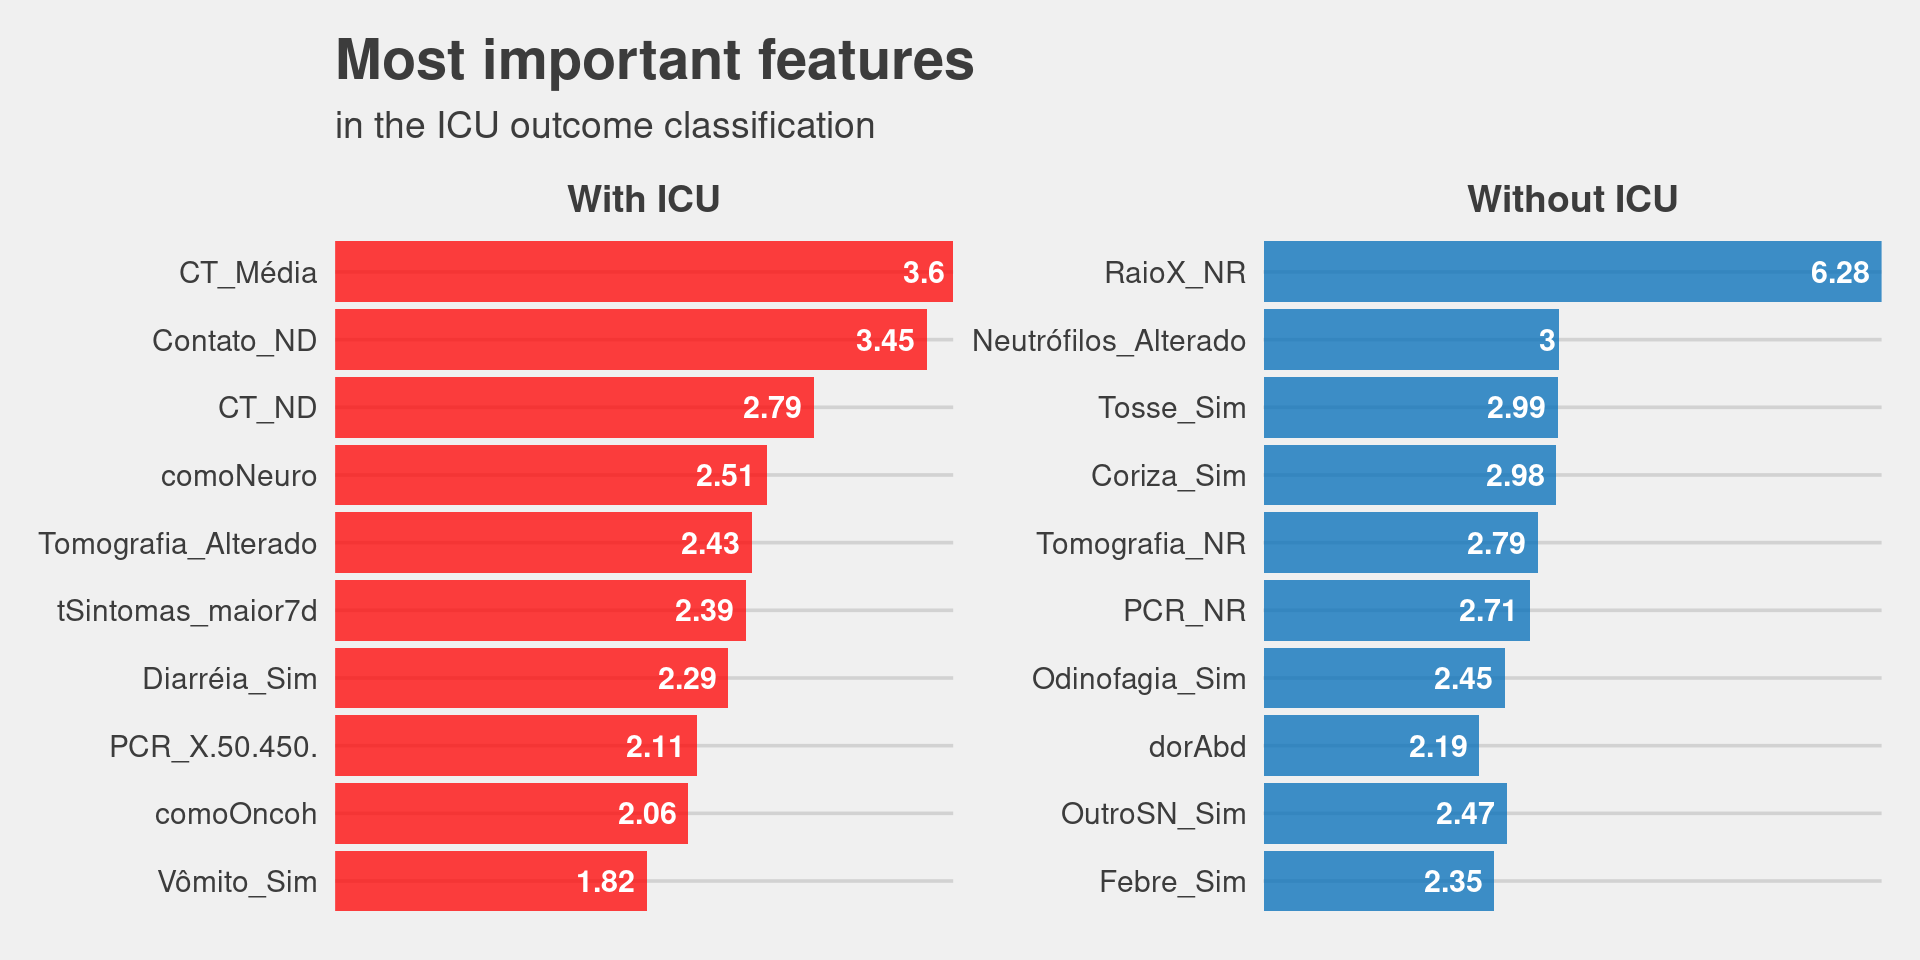 Most important features
in the ICU outcome classification
With ICU
CT_Média 3.6
Contato_ND 3.45
CT_ND 2.79
comoNeuro 2.51
Tomografia_Alterado 2.43
tSintomas_maior7d 2.39
Diarréia_Sim 2.29
PCR_X.50.450. 2.11
comoOncoh 2.06
Vômito_Sim 1.82
Without ICU
RaioX_NR 6.28
Neutrófilos_Alterado 3
Tosse_Sim 2.99
Coriza_Sim 2.98
Tomografia_NR 2.79
PCR_NR 2.71
Odinofagia_Sim 2.45
dorAbd 2.19
OutroSN_Sim 2.47
Febre_Sim 2.35